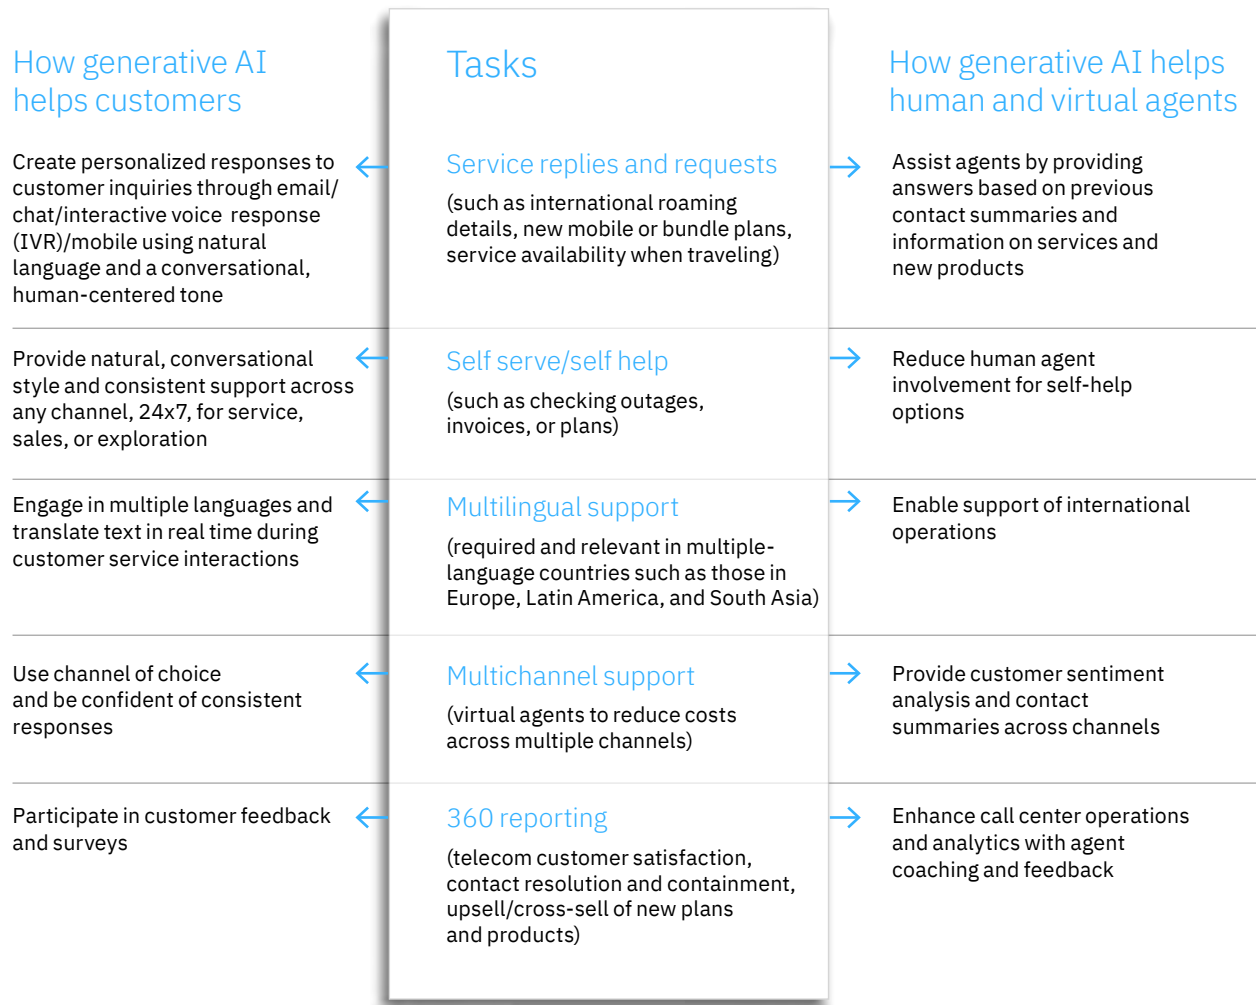 How generative AI
helps customers
Tasks
How generative AI helps
human and virtual agents
Create personalized responses to
customer inquiries through email/
chat/interactive voice response
(IVR)/mobile using natural
language and a conversational,
human-centered tone
Service replies and requests
(such as international roaming
details, new mobile or bundle plans,
service availability when traveling)
Assist agents by providing
answers based on previous
contact summaries and
information on services and
new products
Provide natural, conversational
style and consistent support across
any channel, 24x7, for service,
sales, or exploration
Self serve/self help
(such as checking outages,
invoices, or plans)
Reduce human agent
involvement for self-help
options
Engage in multiple languages and
translate text in real time during
customer service interactions
Multilingual support
(required and relevant in multiple-
language countries such as those in
Europe, Latin America, and South Asia)
Enable support of international
operations
Use channel of choice
and be confident of consistent
responses
Multichannel support
(virtual agents to reduce costs
across multiple channels)
Provide customer sentiment
analysis and contact
summaries across channels
Participate in customer feedback
and surveys
360 reporting
(telecom customer satisfaction,
contact resolution and containment,
upsell/cross-sell of new plans
and products)
Enhance call center operations
and analytics with agent
coaching and feedback